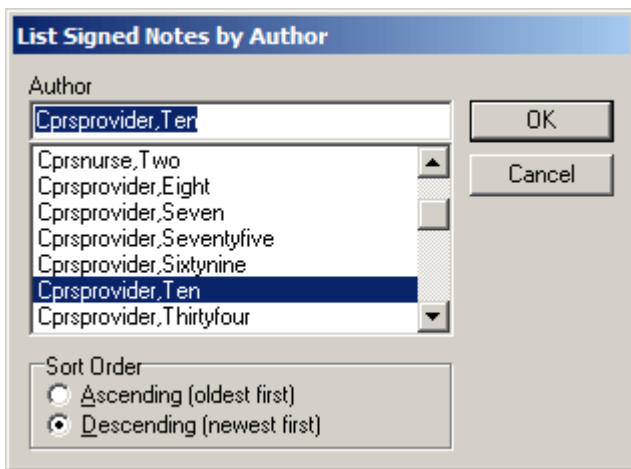 List Signed Notes by Author
Author
Cprsprovider,Ten
OK
Cprsnurse,Two
Cprsprovider,Eight
Cancel
Cprsprovider,Seven
Cprsprovider,Seventyfive
Cprsprovider,Sixtynine
Cprsprovider,Ten
Cprsprovider,Thirtyfour
Sort Order
Ascending (oldest first)
Descending (newest first)